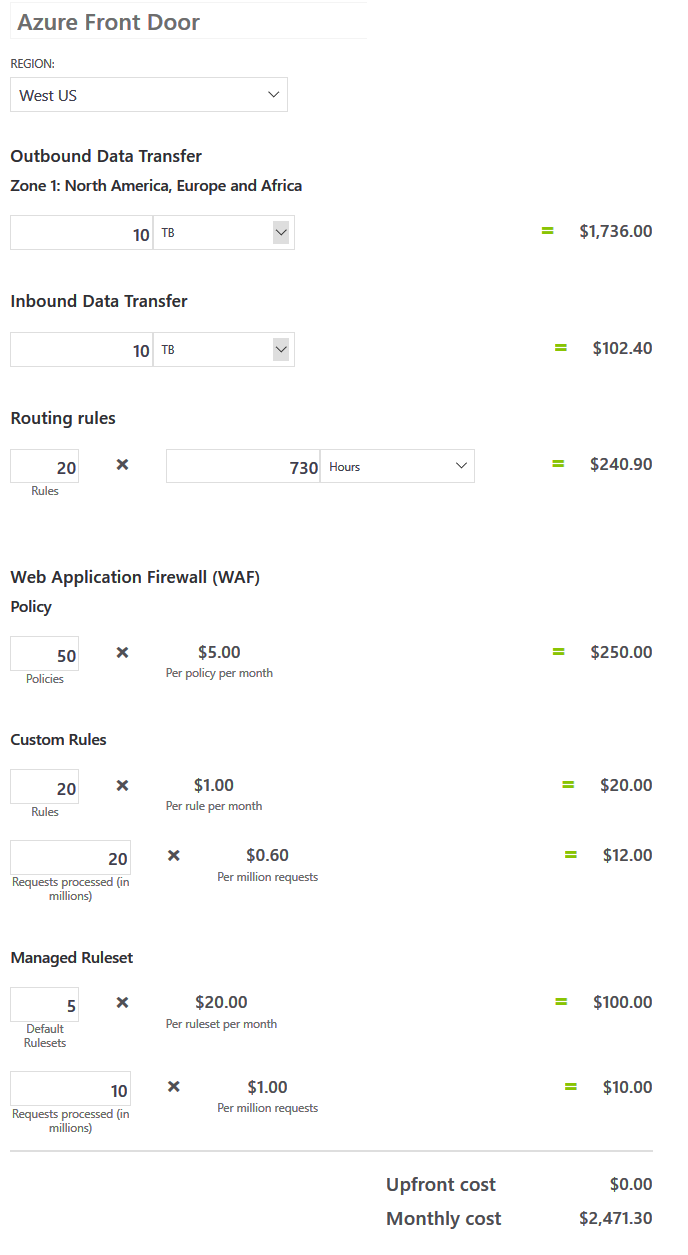 Azure Front Door
REGION:
West US
Outbound Data Transfer
Zone 1: North America, Europe and Africa
10 TB = $1,736.00
Inbound Data Transfer
10 TB = $102.40
Routing rules
20 × 730 Hours = $240.90
Rules
Web Application Firewall (WAF)
Policy
50 × $5.00 = $250.00
Policies Per policy per month
Custom Rules
20 × $1.00 = $20.00
Rules Per rule per month
20 × $0.60 = $12.00
Requests processed (in Per million requests
millions)
Managed Ruleset
5 × $20.00 = $100.00
Default Per ruleset per month
Rulesets
10 × $1.00 = $10.00
Requests processed (in Per million requests
millions)
Upfront cost $0.00
Monthly cost $2,471.30